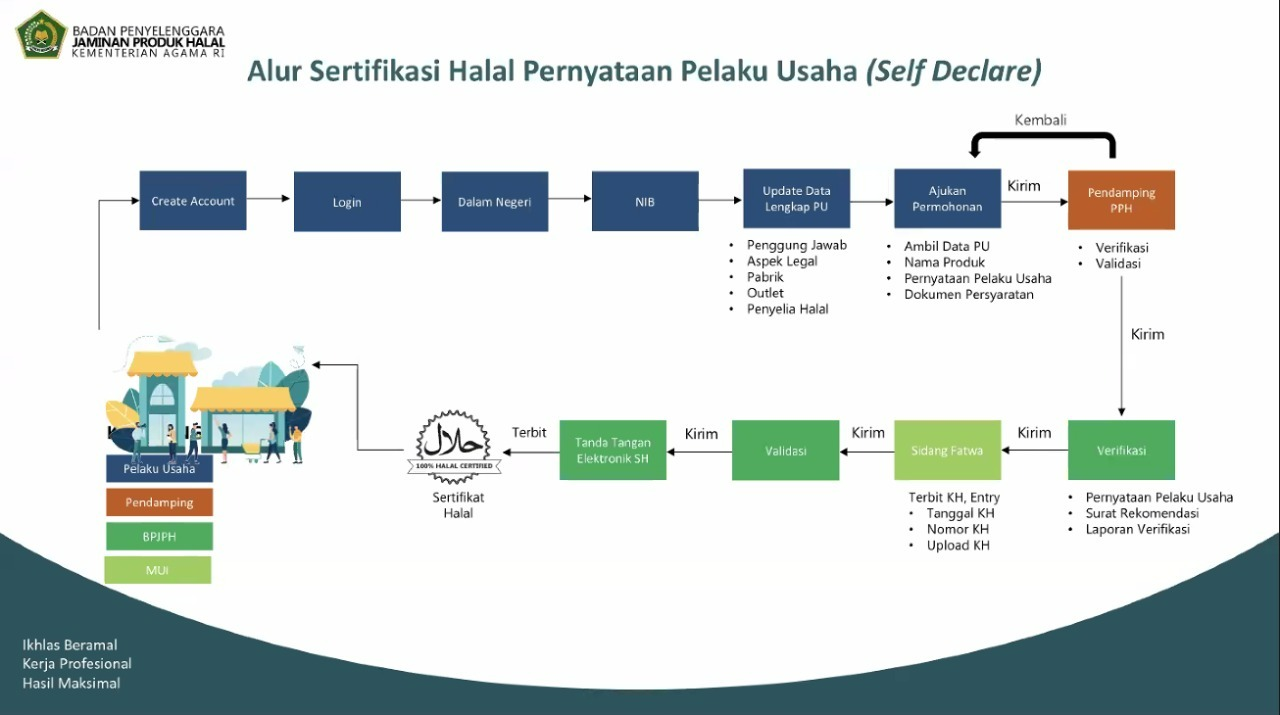 BADAN PENYELENGGARA
JAMINAN PRODUK HALAL
KEMENTERIAN AGAMA RI
Alur Sertifikasi Halal Pernyataan Pelaku Usaha (Self Declare)
Kembali
Create Account
Login
Dalam Negeri
NIB
Update Data
Lengkap PU
Ajukan
Permohonan
Kirim
Pendamping
PPH
• Penggung Jawab
• Aspek Legal
• Pabrik
• Outlet
• Penyelia Halal
• Ambil Data PU
• Nama Produk
• Pernyataan Pelaku Usaha
• Dokumen Persyaratan
• Verifikasi
• Validasi
Kirim
Verifikasi
• Pernyataan Pelaku Usaha
• Surat Rekomendasi
• Laporan Verifikasi
Kirim
Sidang Fatwa
Terbit KH, Entry
• Tanggal KH
• Nomor KH
• Upload KH
Kirim
Validasi
Kirim
Tanda Tangan
Elektronik SH
Terbit
حلال
100% HALAL CERTIFIED
Sertifikat
Halal
Pelaku Usaha
Pendamping
BPJPH
MUI
Ikhlas Beramal
Kerja Profesional
Hasil Maksimal